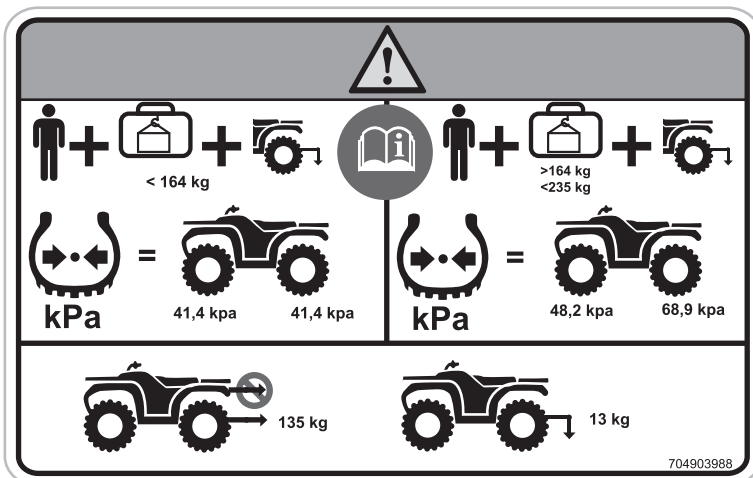 !
i
< 164 kg
>164 kg
<235 kg
=
kPa
41,4 kpa 41,4 kpa
=
kPa
48,2 kpa 68,9 kpa
135 kg
13 kg
704903988